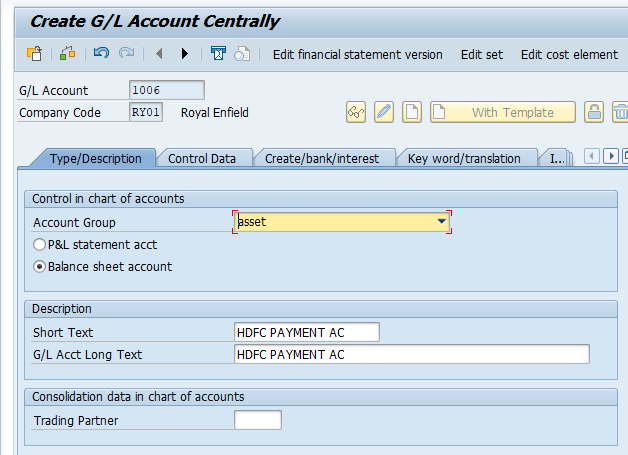 Create G/L Account Centrally
Edit financial statement version Edit set Edit cost element
G/L Account 1006
Company Code RY01 Royal Enfield With Template
Type/Description Control Data Create/bank/interest Key word/translation I...
Control in chart of accounts
Account Group asset
P&L statement acct
Balance sheet account
Description
Short Text HDFC PAYMENT AC
G/L Acct Long Text HDFC PAYMENT AC
Consolidation data in chart of accounts
Trading Partner